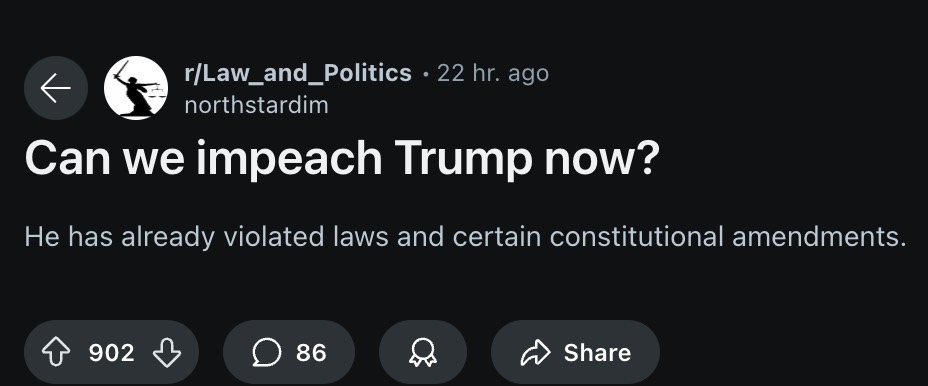 r/Law_and_Politics • 22 hr. ago
northstardim
Can we impeach Trump now?
He has already violated laws and certain constitutional amendments.
902 86 Share